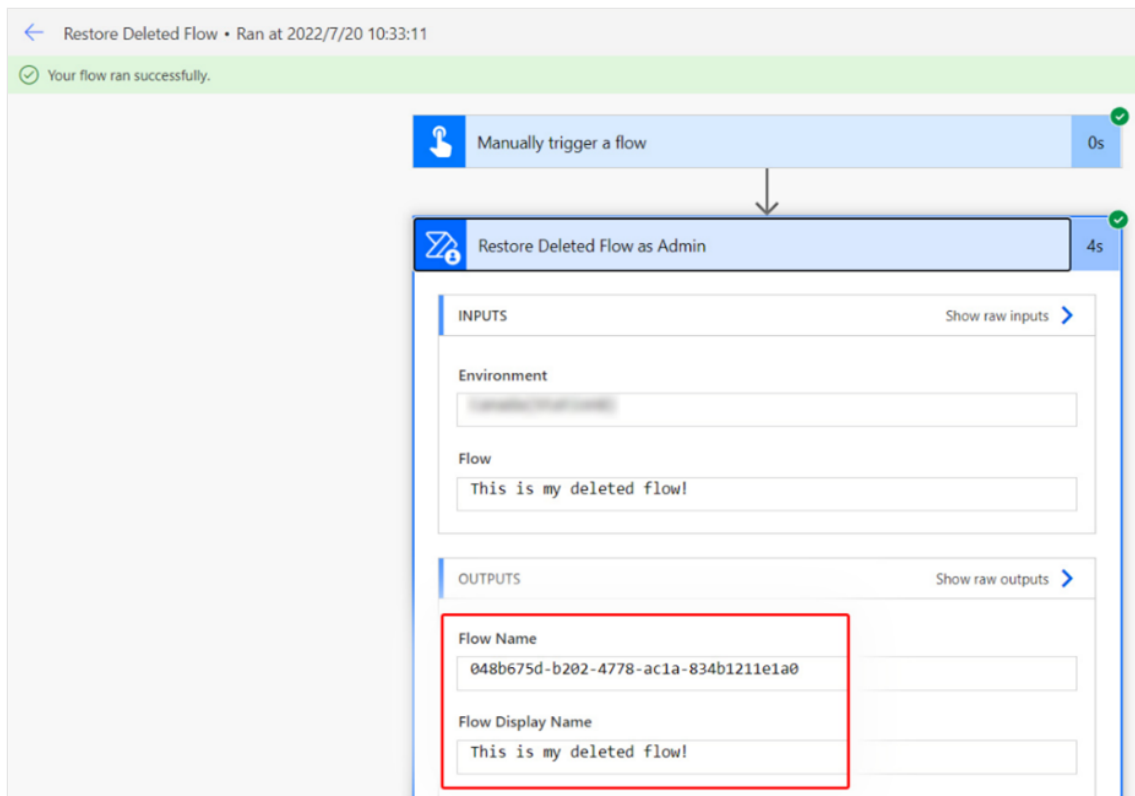 Restore Deleted Flow • Ran at 2022/7/20 10:33:11
Your flow ran successfully.
Manually trigger a flow
0s
Restore Deleted Flow as Admin
4s
INPUTS
Show raw inputs
Environment
Flow
This is my deleted flow!
OUTPUTS
Show raw outputs
Flow Name
048b675d-b202-4778-ac1a-834b1211e1a0
Flow Display Name
This is my deleted flow!